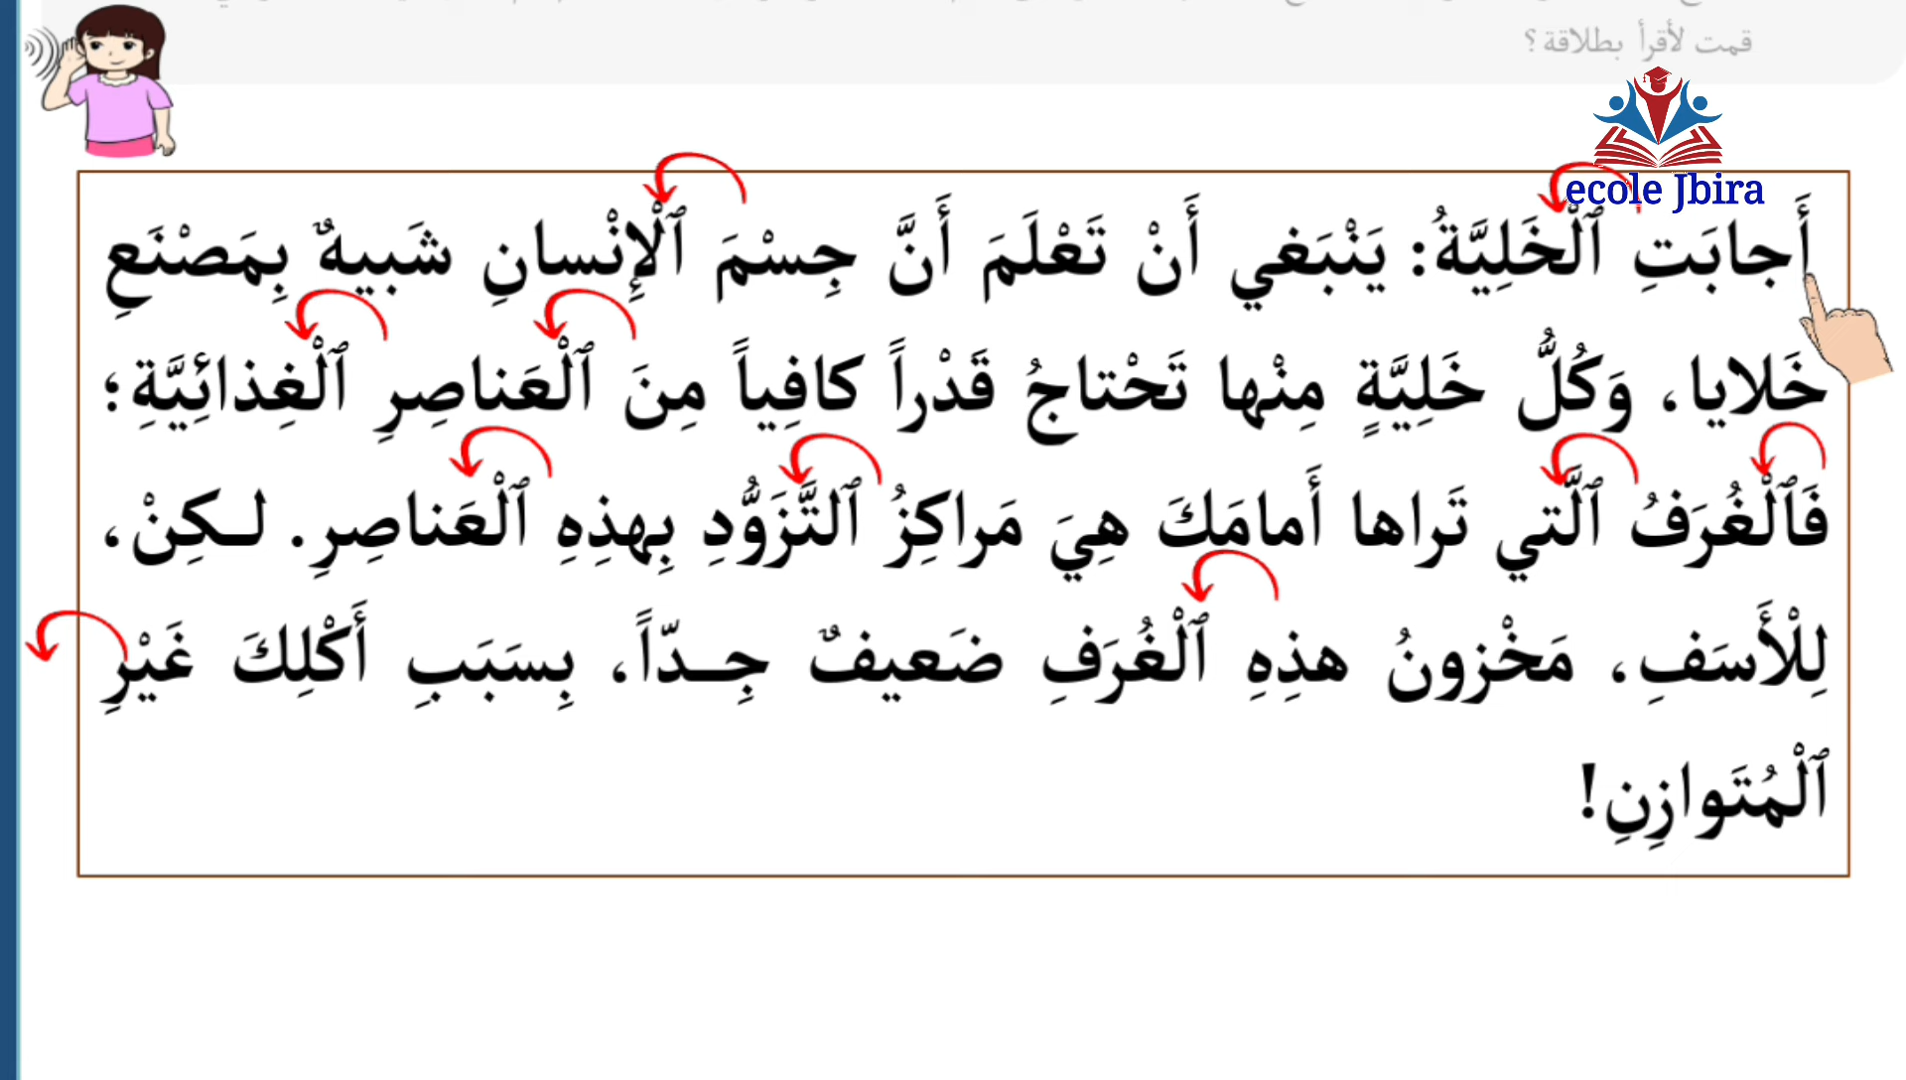 قمت لأقرأ بطلاقة ؟
ecole Jbira
أَجابَتِ ٱلْخَلِيَّةُ: يَنْبَغي أَنْ تَعْلَمَ أَنَّ جِسْمَ ٱلْإِنْسانِ شَبيهٌ بِمَصْنَعِ
خَلايا، وَكُلُّ خَلِيَّةٍ مِنْها تَحْتاجُ قَدْراً كافِياً مِنَ ٱلْعَناصِرِ ٱلْغِذائِيَّةِ؛
فَٱلْغُرَفُ ٱلَّتي تَراها أَمامَكَ هِيَ مَراكِزُ ٱلتَّزَوُّدِ بِهذِهِ ٱلْعَناصِرِ. لـكِنْ،
لِلْأَسَفِ، مَخْزونُ هذِهِ ٱلْغُرَفِ ضَعيفٌ جِـدّاً، بِسَبَبِ أَكْلِكَ غَيْرِ
ٱلْمُتَوازِنِ!